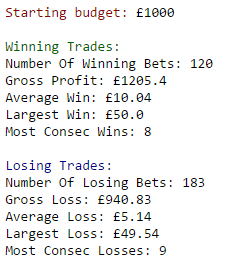 Starting budget: £1000
Winning Trades:
Number Of Winning Bets: 120
Gross Profit: £1205.4
Average Win: £10.04
Largest Win: £50.0
Most Consec Wins: 8
Losing Trades:
Number Of Losing Bets: 183
Gross Loss: £940.83
Average Loss: £5.14
Largest Loss: £49.54
Most Consec Losses: 9